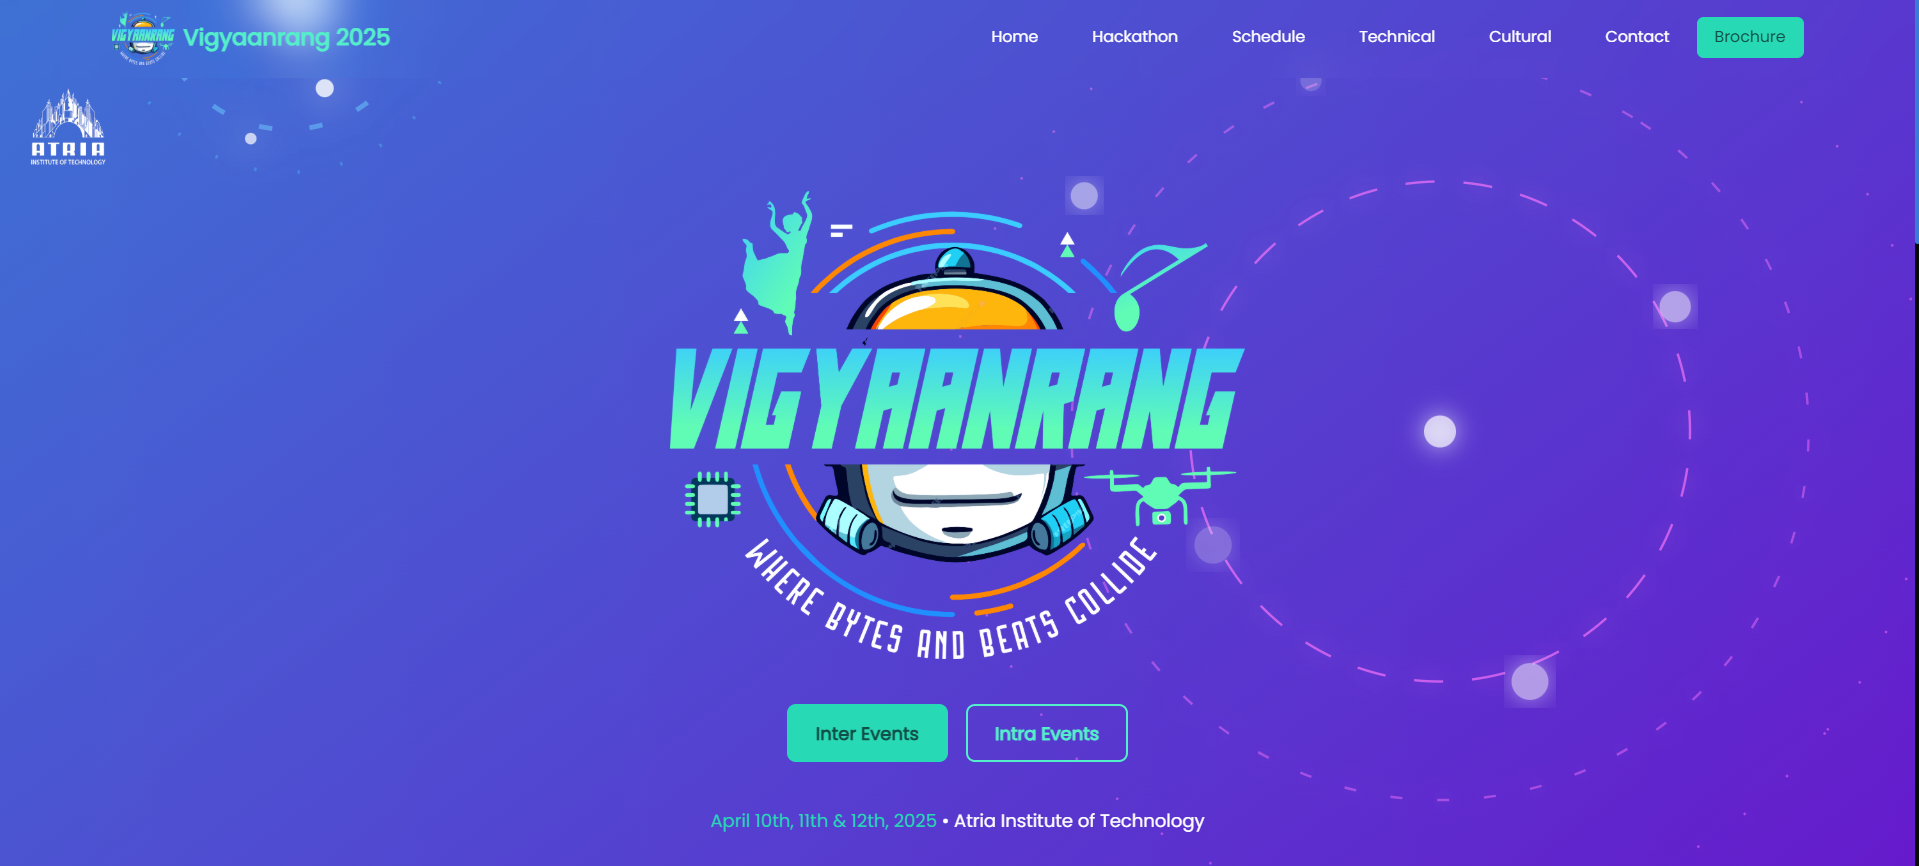 VIGYAANRANG
Vigyaanrang 2025
Home
Hackathon
Schedule
Technical
Cultural
Contact
Brochure
ATRIA
INSTITUTE OF TECHNOLOGY
VIGYAANRANG
WHERE BYTES AND BEATS COLLIDE
Inter Events
Intra Events
April 10th, 11th & 12th, 2025 • Atria Institute of Technology